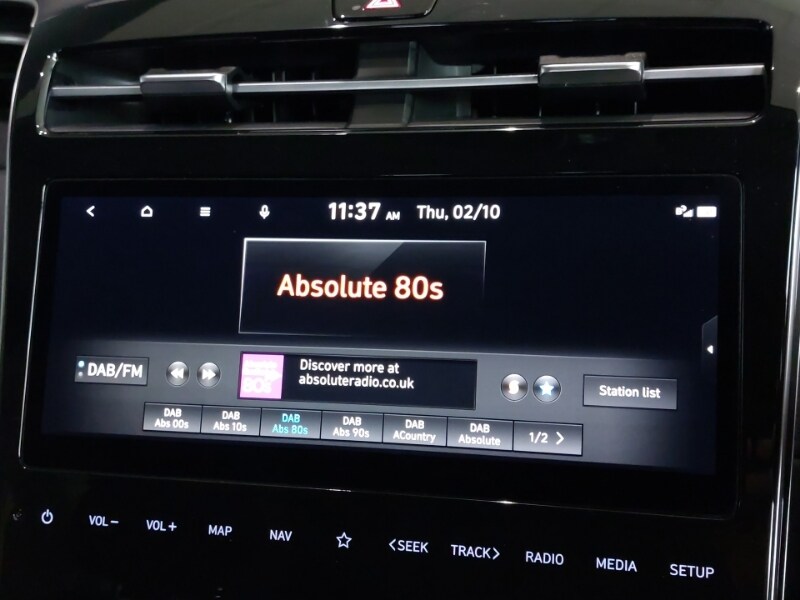 11:37 AM Thu, 02/10
Absolute 80s
DAB/FM
80s
Discover more at
absoluteradio.co.uk
Station list
DAB
Abs 00s
DAB
Abs 10s
DAB
Abs 80s
DAB
Abs 90s
DAB
ACountry
DAB
Absolute
1/2 >
VOL− VOL+ MAP NAV <SEEK TRACK> RADIO MEDIA SETUP